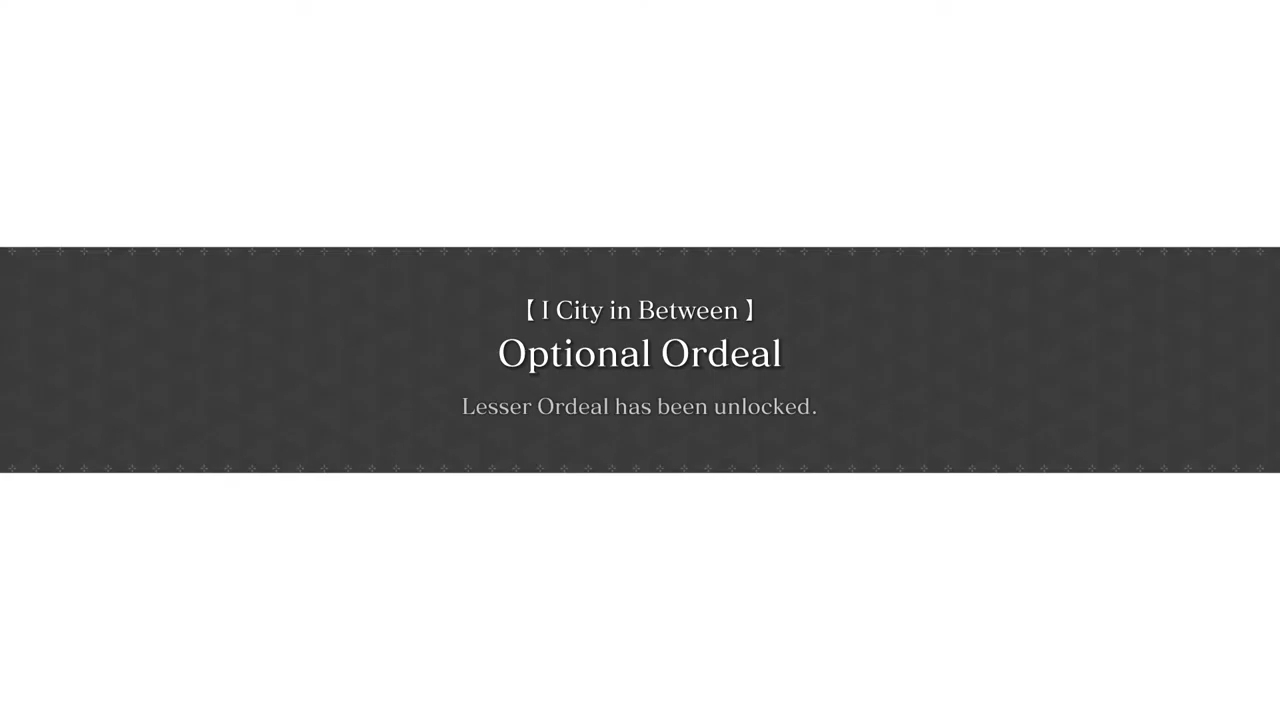 【 I City in Between 】
Optional Ordeal
Lesser Ordeal has been unlocked.